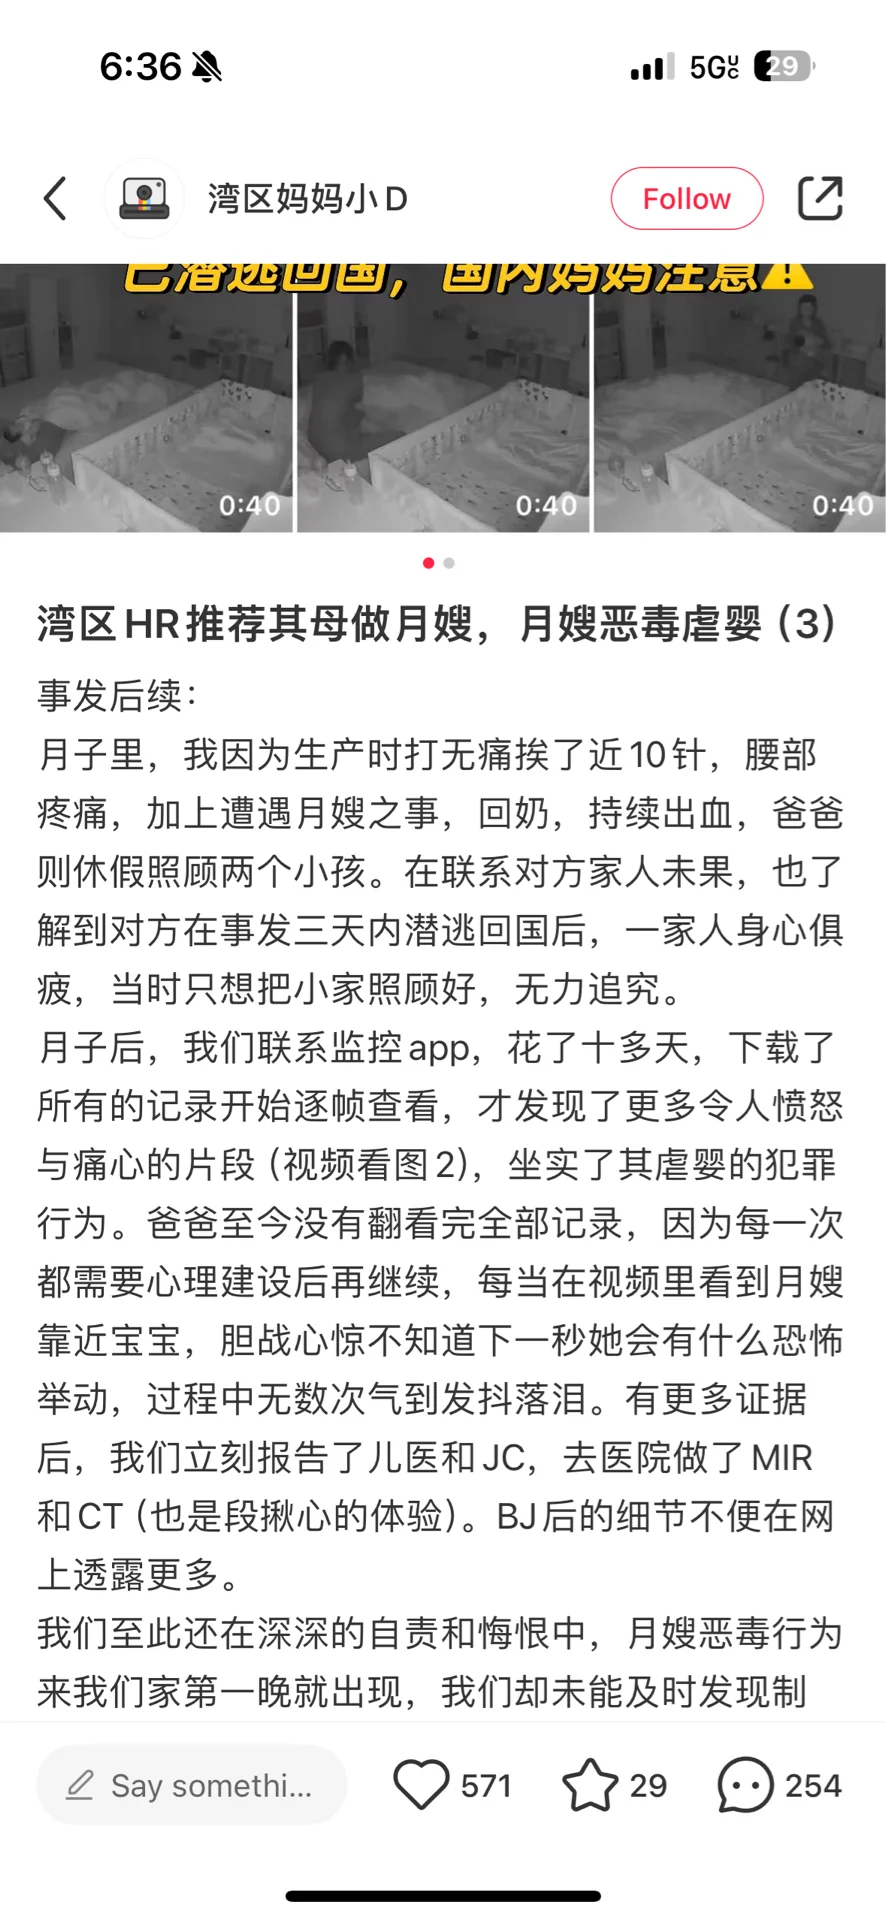 6:36
5GUC
29
湾区妈妈小D
Follow
已潜逃回国，国内妈妈注意
0:40
0:40
0:40
湾区HR推荐其母做月嫂，月嫂恶毒虐婴（3）
事发后续：
月子里，我因为生产时打无痛挨了近10针，腰部
疼痛，加上遭遇月嫂之事，回奶，持续出血，爸爸
则休假照顾两个小孩。在联系对方家人未果，也了
解到对方在事发三天内潜逃回国后，一家人身心俱
疲，当时只想把小家照顾好，无力追究。
月子后，我们联系监控app，花了十多天，下载了
所有的记录开始逐帧查看，才发现了更多令人愤怒
与痛心的片段（视频看图2），坐实了其虐婴的犯罪
行为。爸爸至今没有翻看完全部记录，因为每一次
都需要心理建设后再继续，每当在视频里看到月嫂
靠近宝宝，胆战心惊不知道下一秒她会有什么恐怖
举动，过程中无数次气到发抖落泪。有更多证据
后，我们立刻报告了儿医和JC，去医院做了MIR
和CT（也是段揪心的体验）。BJ后的细节不便在网
上透露更多。
我们至此还在深深的自责和悔恨中，月嫂恶毒行为
来我们家第一晚就出现，我们却未能及时发现制
Say somethi...
571
29
254